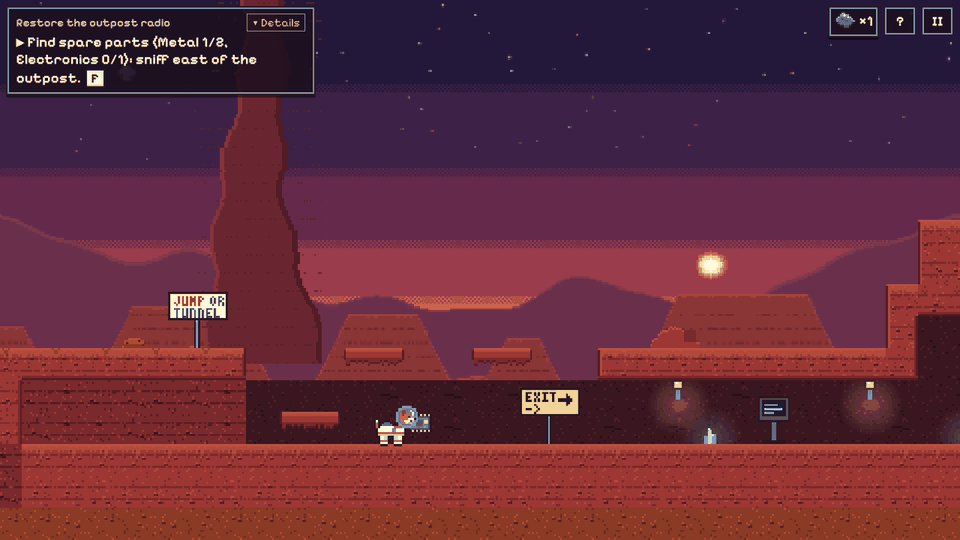 Restore the outpost radio
▾ Details
▶ Find spare parts (Metal 1/8,
Electronics 0/1): sniff east of the
outpost. F
×1
?
II
JUMP OR
TUNNEL
EXIT→
->